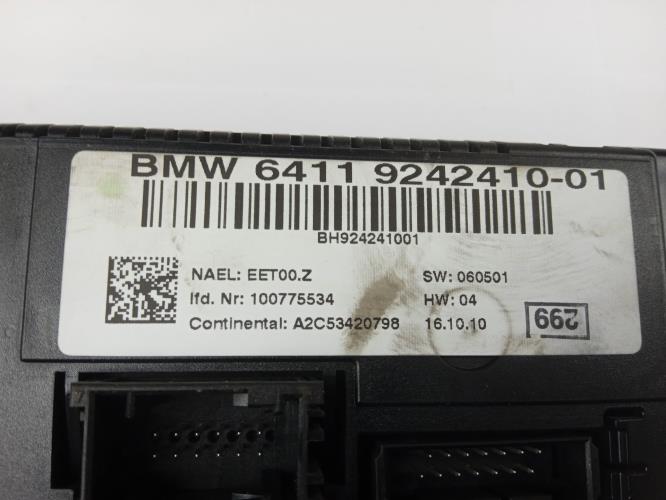 BMW 6411 9242410-01
BH924241001
NAEL: EET00.Z SW: 060501
lfd. Nr: 100775534 HW: 04
Continental: A2C53420798 16.10.10
299